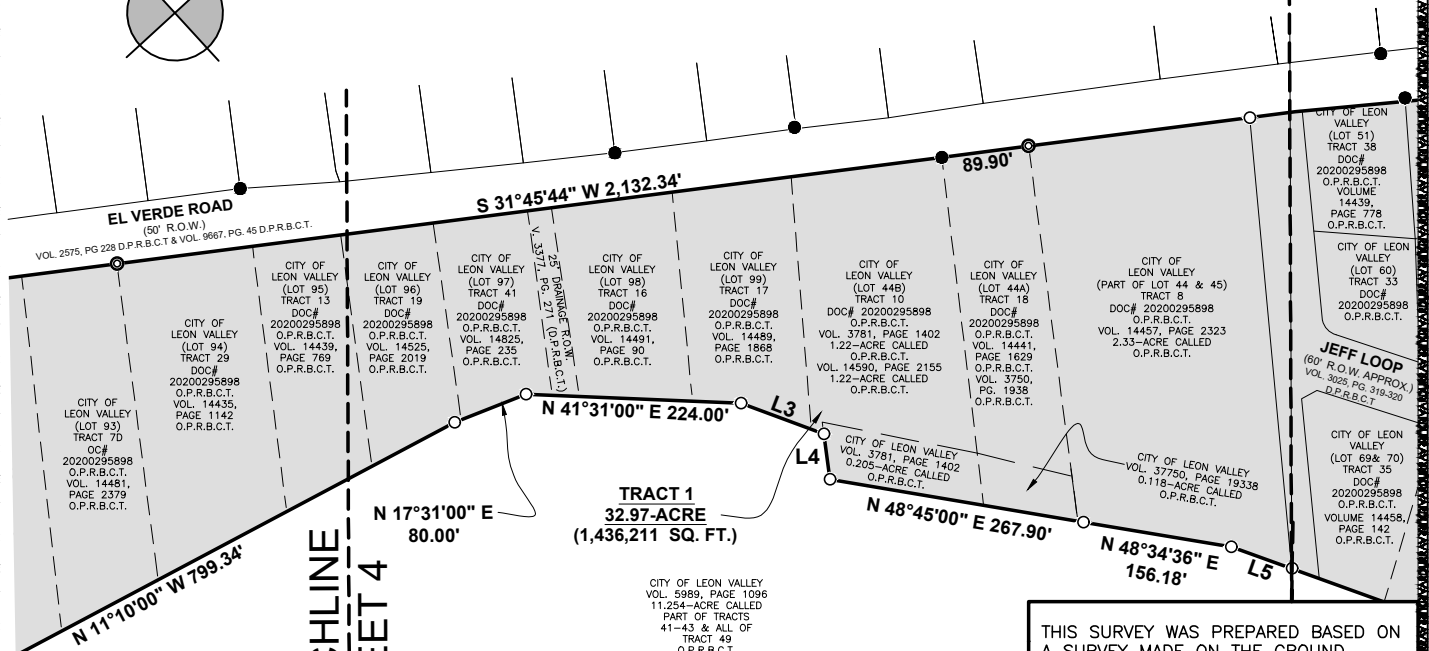 EL VERDE ROAD
(50' R.O.W.)
VOL. 2575, PG 228 D.P.R.B.C.T & VOL. 9667, PG. 45 D.P.R.B.C.T.
S 31°45'44" W 2,132.34'
89.90'
CITY OF
LEON VALLEY
(LOT 93)
TRACT 7D
OC#
20200295898
O.P.R.B.C.T.
VOL. 14481,
PAGE 2379
O.P.R.B.C.T.
CITY OF
LEON VALLEY
(LOT 94)
TRACT 29
DOC#
20200295898
O.P.R.B.C.T.
VOL. 14435,
PAGE 1142
O.P.R.B.C.T.
CITY OF
LEON VALLEY
(LOT 95)
TRACT 13
DOC#
20200295898
O.P.R.B.C.T.
VOL. 14439,
PAGE 769
O.P.R.B.C.T.
CITY OF
LEON VALLEY
(LOT 96)
TRACT 19
DOC#
20200295898
O.P.R.B.C.T.
VOL. 14525,
PAGE 2019
O.P.R.B.C.T.
CITY OF
LEON VALLEY
(LOT 97)
TRACT 41
DOC#
20200295898
O.P.R.B.C.T.
VOL. 14825,
PAGE 235
O.P.R.B.C.T.
25' DRAINAGE R.O.W.
V. 3377, PG. 271 (D.P.R.B.C.T.)
CITY OF
LEON VALLEY
(LOT 98)
TRACT 16
DOC#
20200295898
O.P.R.B.C.T.
VOL. 14491,
PAGE 90
O.P.R.B.C.T.
CITY OF
LEON VALLEY
(LOT 99)
TRACT 17
DOC#
20200295898
O.P.R.B.C.T.
VOL. 14489,
PAGE 1868
O.P.R.B.C.T.
CITY OF
LEON VALLEY
(LOT 44B)
TRACT 10
DOC# 20200295898
O.P.R.B.C.T.
VOL. 3781, PAGE 1402
1.22-ACRE CALLED
O.P.R.B.C.T.
VOL. 14590, PAGE 2155
1.22-ACRE CALLED
O.P.R.B.C.T.
CITY OF
LEON VALLEY
(LOT 44A)
TRACT 18
DOC#
20200295898
O.P.R.B.C.T.
VOL. 14441,
PAGE 1629
O.P.R.B.C.T.
VOL. 3750,
PG. 1938
O.P.R.B.C.T.
CITY OF
LEON VALLEY
(PART OF LOT 44 & 45)
TRACT 8
DOC# 20200295898
O.P.R.B.C.T.
VOL. 14457, PAGE 2323
2.33-ACRE CALLED
O.P.R.B.C.T.
CITY OF LEON
VALLEY
(LOT 51)
TRACT 38
DOC#
20200295898
O.P.R.B.C.T.
VOLUME
14439,
PAGE 778
O.P.R.B.C.T.
CITY OF LEON
VALLEY
(LOT 60)
TRACT 33
DOC#
20200295898
O.P.R.B.C.T.
JEFF LOOP
(60' R.O.W. APPROX.)
VOL. 3025, PG. 319-320
D.P.R.B.C.T
CITY OF LEON
VALLEY
(LOT 69& 70)
TRACT 35
DOC#
20200295898
O.P.R.B.C.T.
VOLUME 14458,
PAGE 142
O.P.R.B.C.T.
CITY OF LEON VALLEY
VOL. 3781, PAGE 1402
0.205-ACRE CALLED
O.P.R.B.C.T.
CITY OF LEON VALLEY
VOL. 37750, PAGE 19338
0.118-ACRE CALLED
O.P.R.B.C.T.
N 11°10'00" W 799.34'
N 17°31'00" E
80.00'
N 41°31'00" E 224.00'
L3
L4
N 48°45'00" E 267.90'
N 48°34'36" E
156.18'
L5
TRACT 1
32.97-ACRE
(1,436,211 SQ. FT.)
CITY OF LEON VALLEY
VOL. 5989, PAGE 1096
11.254-ACRE CALLED
PART OF TRACTS
41-43 & ALL OF
TRACT 49
O.P.R.B.C.T.
CHLINE
EET 4
THIS SURVEY WAS PREPARED BASED ON
A SURVEY MADE ON THE GROUND